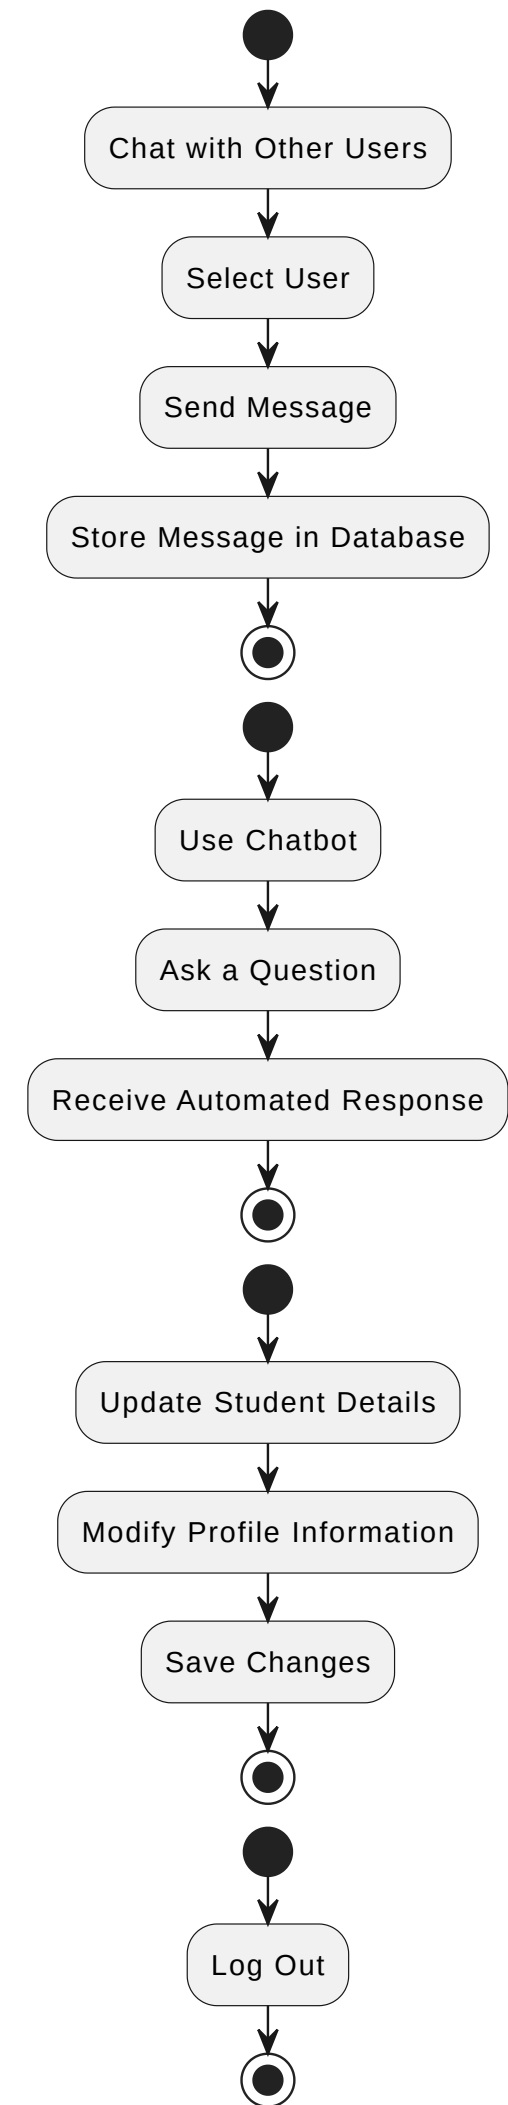 Chat with Other Users
Select User
Send Message
Store Message in Database
Use Chatbot
Ask a Question
Receive Automated Response
Update Student Details
Modify Profile Information
Save Changes
Log Out